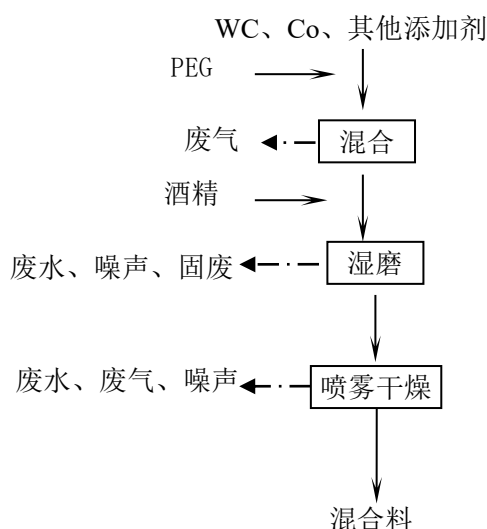 WC、Co、其他添加剂
PEG
废气
混合
酒精
废水、噪声、固废
湿磨
废水、废气、噪声
喷雾干燥
混合料